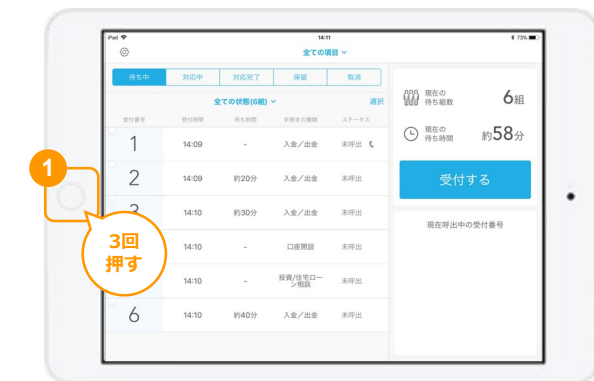 iPad
14:11
73%
全ての項目
待ち中 対応中 対応完了 保留 取消
全ての状態(6組) 選択
受付番号 受付時間 待ち時間 手続きの種類 ステータス
1 14:09 - 入金/出金 未呼出
2 14:09 約20分 入金/出金 未呼出
3 14:10 約30分 入金/出金 未呼出
14:10 - 口座開設 未呼出
14:10 - 投資/住宅ロー
ン相談 未呼出
6 14:10 約40分 入金/出金 未呼出
現在の
待ち組数 6組
現在の
待ち時間 約58分
受付する
現在呼出中の受付番号
1
3回
押す